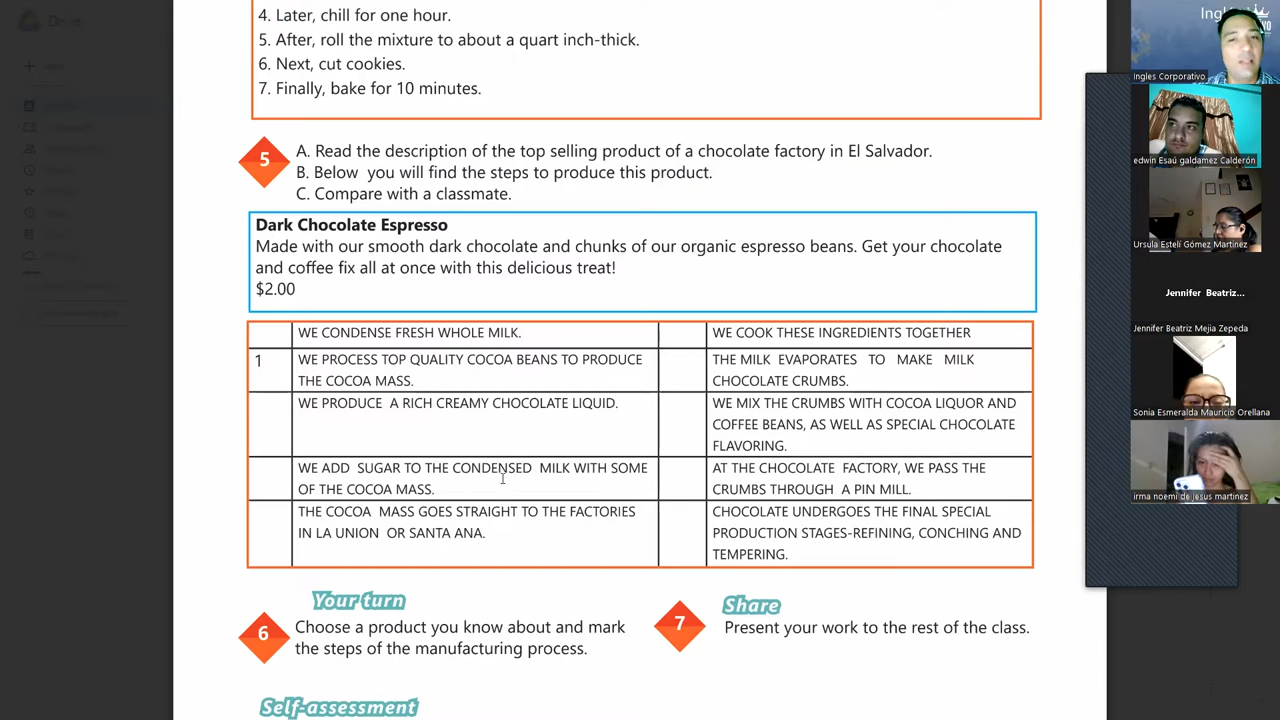 4. Later, chill for one hour.
5. After, roll the mixture to about a quart inch-thick.
6. Next, cut cookies.
7. Finally, bake for 10 minutes.
5
A. Read the description of the top selling product of a chocolate factory in El Salvador.
B. Below you will find the steps to produce this product.
C. Compare with a classmate.
Dark Chocolate Espresso
Made with our smooth dark chocolate and chunks of our organic espresso beans. Get your chocolate
and coffee fix all at once with this delicious treat!
$2.00
WE CONDENSE FRESH WHOLE MILK.
WE COOK THESE INGREDIENTS TOGETHER
1
WE PROCESS TOP QUALITY COCOA BEANS TO PRODUCE
THE COCOA MASS.
THE MILK EVAPORATES TO MAKE MILK
CHOCOLATE CRUMBS.
WE PRODUCE A RICH CREAMY CHOCOLATE LIQUID.
WE MIX THE CRUMBS WITH COCOA LIQUOR AND
COFFEE BEANS, AS WELL AS SPECIAL CHOCOLATE
FLAVORING.
WE ADD SUGAR TO THE CONDENSED MILK WITH SOME
OF THE COCOA MASS.
AT THE CHOCOLATE FACTORY, WE PASS THE
CRUMBS THROUGH A PIN MILL.
THE COCOA MASS GOES STRAIGHT TO THE FACTORIES
IN LA UNION OR SANTA ANA.
CHOCOLATE UNDERGOES THE FINAL SPECIAL
PRODUCTION STAGES-REFINING, CONCHING AND
TEMPERING.
Your turn
6
Choose a product you know about and mark
the steps of the manufacturing process.
Share
7
Present your work to the rest of the class.
Self-assessment
Ingles Corporativo
edwin Esaú galdamez Calderón
Ursula Estelí Gómez Martínez
Jennifer Beatriz...
Jennifer Beatriz Mejia Zepeda
Sonia Esmeralda Mauricio Orellana
irma noemi de jesus martinez